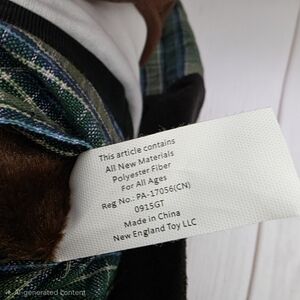 This article contains
All New Materials
Polyester Fiber
For All Ages
Reg No.: PA-17056(CN)
0915GT
Made in China
New England Toy LLC
AI-generated content